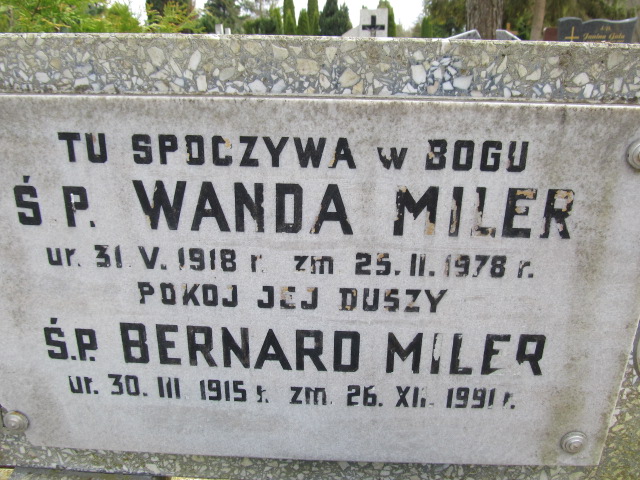 TU SPOCZYWA W BOGU
Ś P. WANDA MILER
ur. 31. V. 1918 r. zm 25. II. 1978 r.
POKOJ JEJ DUSZY
Ś.P. BERNARD MILER
ur. 30. III. 1915 r. zm. 26. XII. 1991 r.